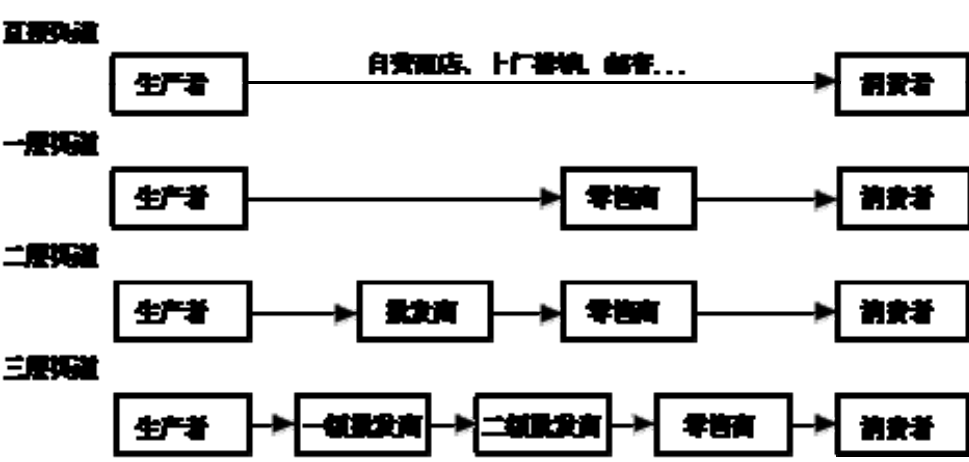 直接渠道
自营商店、上门推销、邮寄...
生产者 消费者
一层渠道
生产者 零售商 消费者
二层渠道
生产者 批发商 零售商 消费者
三层渠道
生产者 一级批发商 二级批发商 零售商 消费者